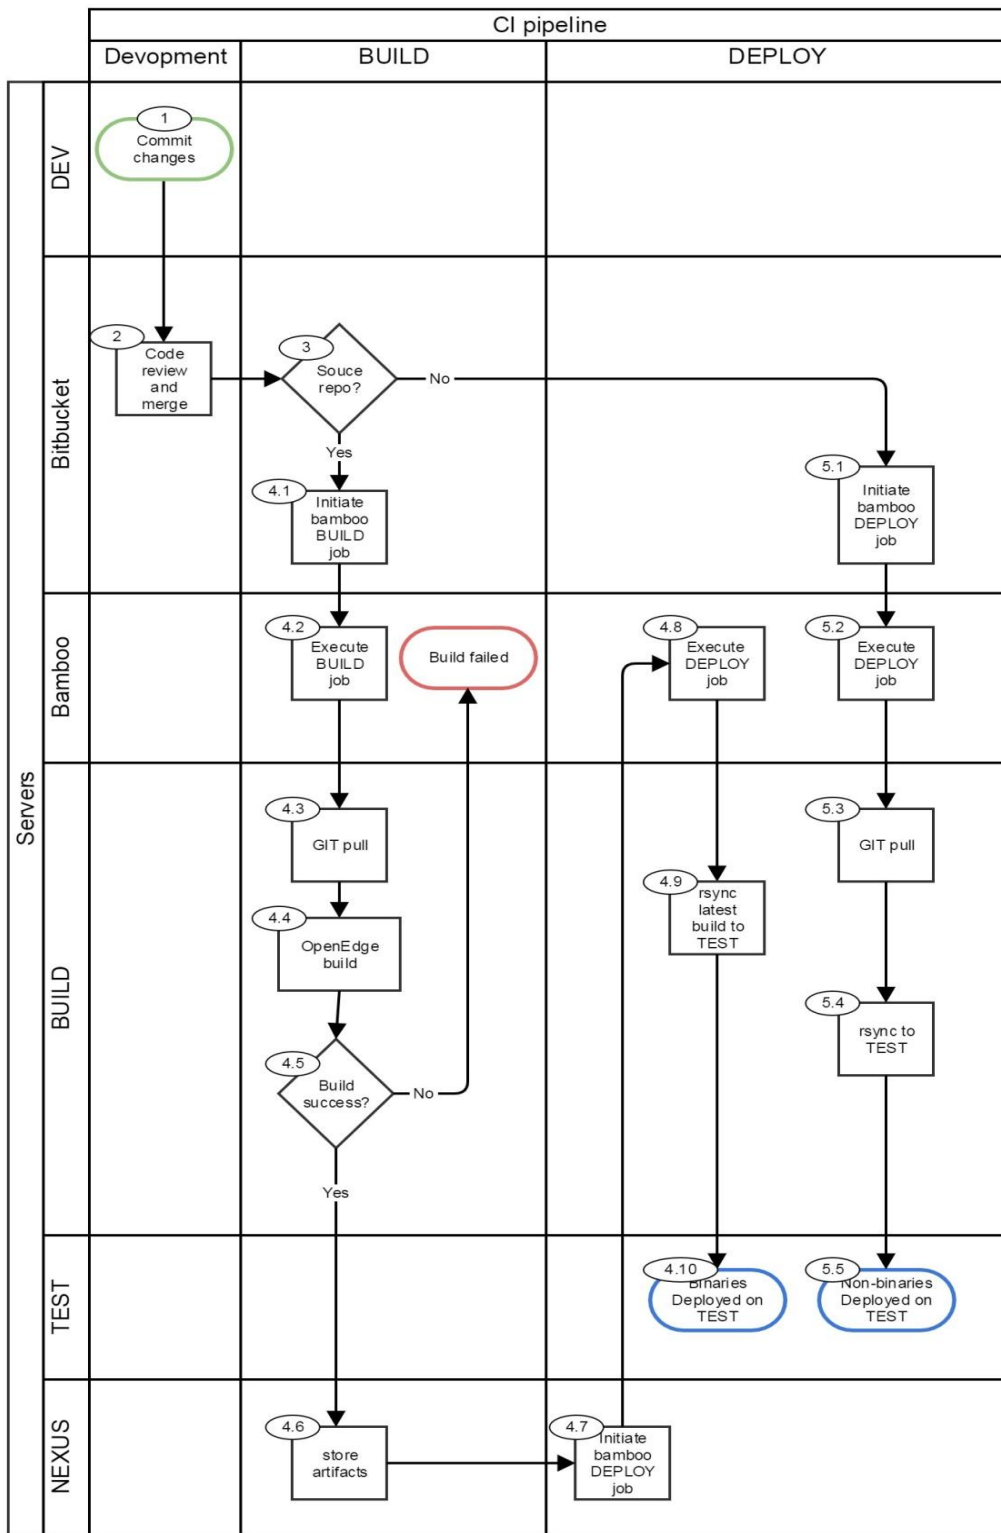 CI pipeline
Devopment
BUILD
DEPLOY
Servers
DEV
1
Commit
changes
Bitbucket
2
Code
review
and
merge
3
Souce
repo?
No
Yes
4.1
Initiate
bamboo
BUILD
job
5.1
Initiate
bamboo
DEPLOY
job
Bamboo
4.2
Execute
BUILD
job
Build failed
4.8
Execute
DEPLOY
job
5.2
Execute
DEPLOY
job
BUILD
4.3
GIT pull
5.3
GIT pull
4.4
OpenEdge
build
4.9
rsync
latest
build to
TEST
5.4
rsync to
TEST
4.5
Build
success?
No
Yes
TEST
4.10
Binaries
Deployed on
TEST
5.5
Non-binaries
Deployed on
TEST
NEXUS
4.6
store
artifacts
4.7
Initiate
bamboo
DEPLOY
job